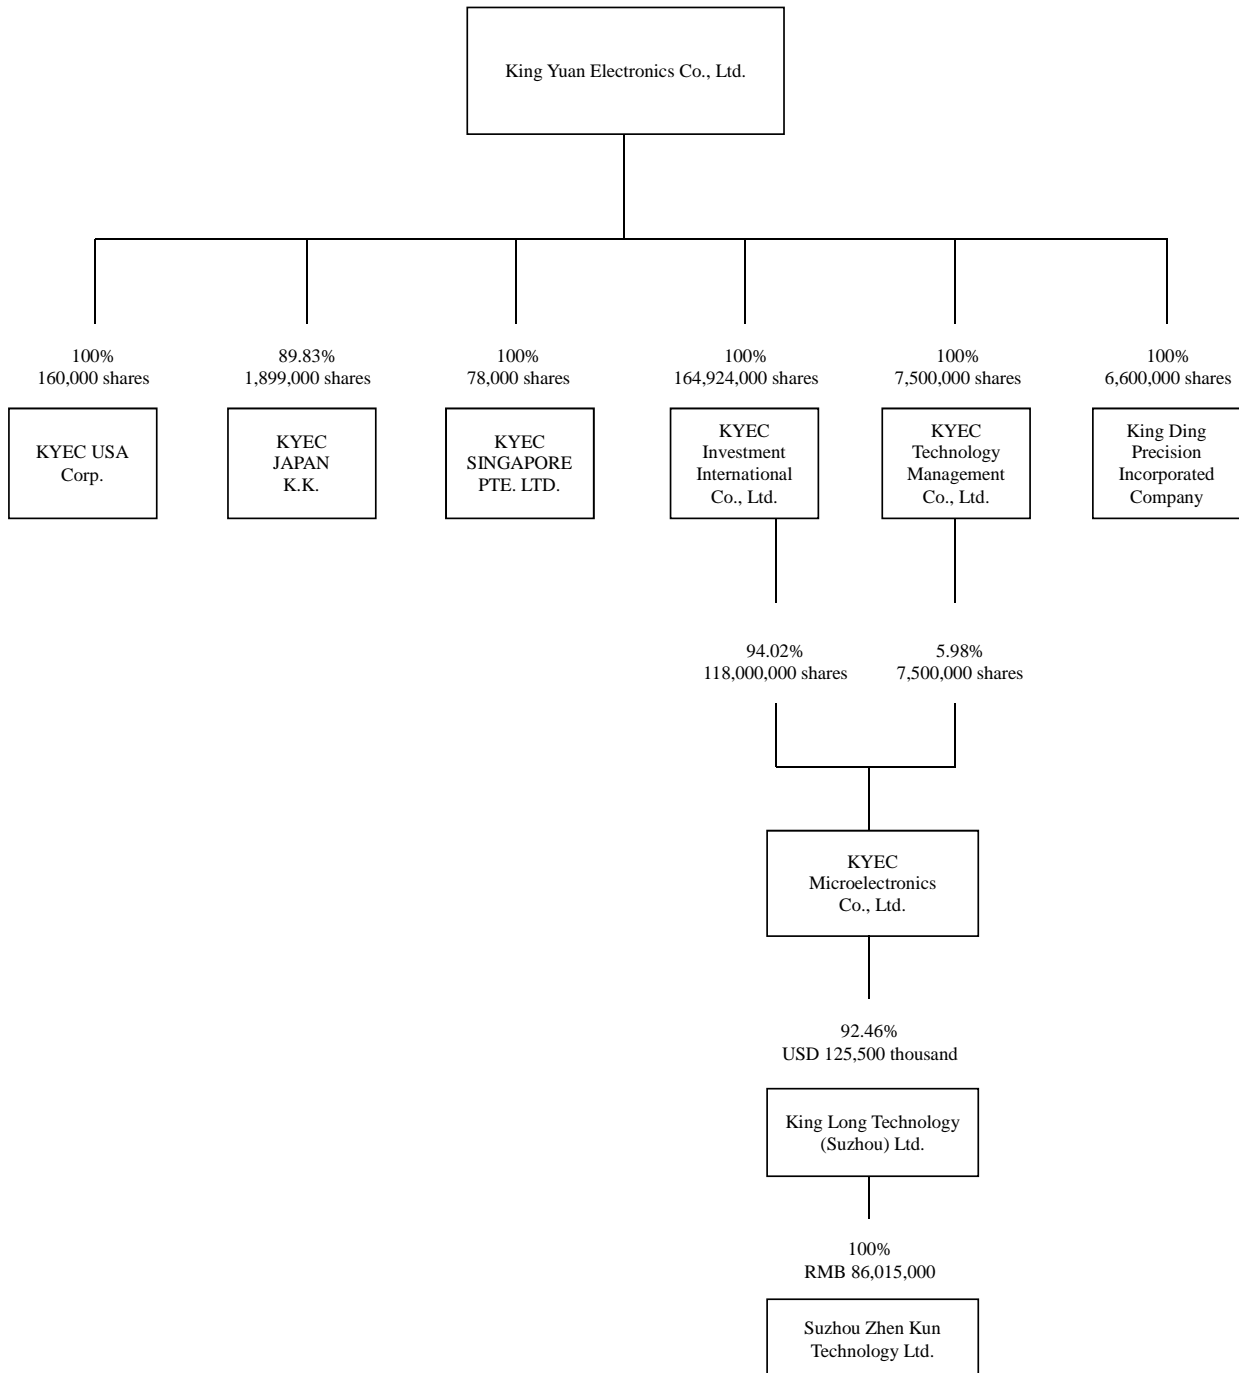 King Yuan Electronics Co., Ltd.
100%
160,000 shares
KYEC USA
Corp.
89.83%
1,899,000 shares
KYEC
JAPAN
K.K.
100%
78,000 shares
KYEC
SINGAPORE
PTE. LTD.
100%
164,924,000 shares
KYEC
Investment
International
Co., Ltd.
100%
7,500,000 shares
KYEC
Technology
Management
Co., Ltd.
100%
6,600,000 shares
King Ding
Precision
Incorporated
Company
94.02%
118,000,000 shares
5.98%
7,500,000 shares
KYEC
Microelectronics
Co., Ltd.
92.46%
USD 125,500 thousand
King Long Technology
(Suzhou) Ltd.
100%
RMB 86,015,000
Suzhou Zhen Kun
Technology Ltd.